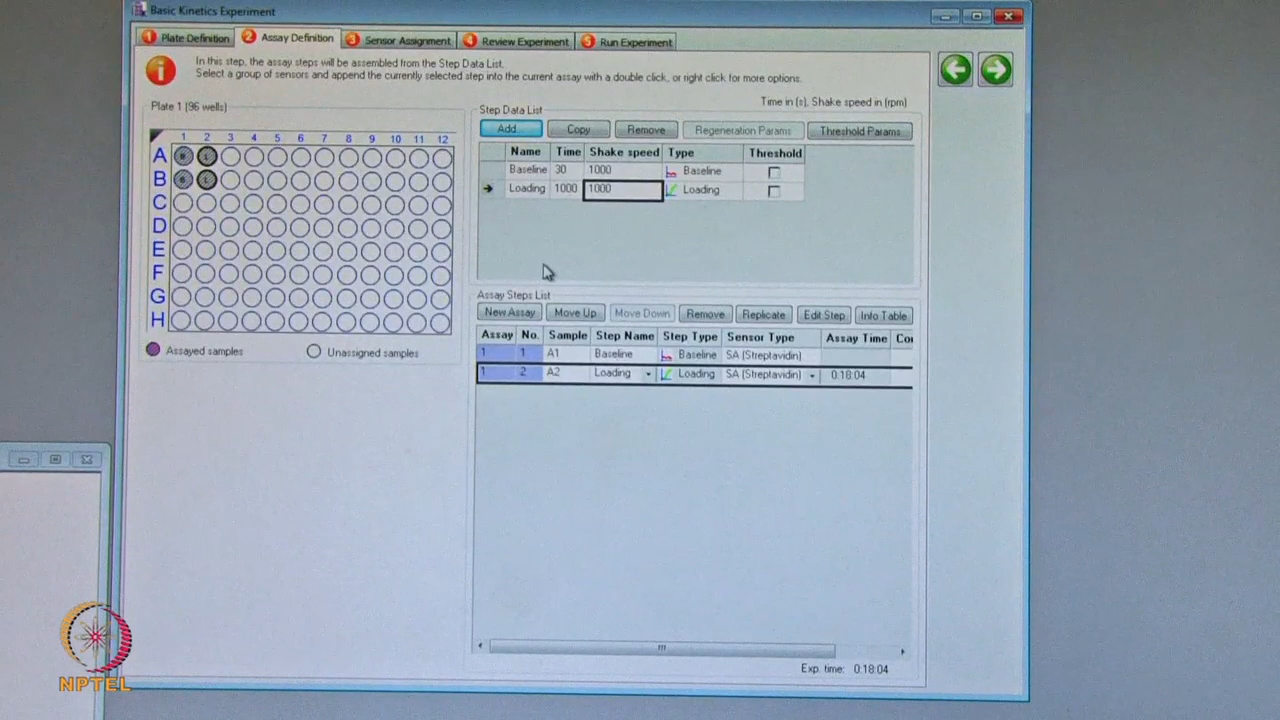 Basic Kinetics Experiment
1 Plate Definition 2 Assay Definition 3 Sensor Assignment 4 Review Experiment 5 Run Experiment
In this step, the assay steps will be assembled from the Step Data List.
Select a group of sensors and append the currently selected step into the current assay with a double click, or right click for more options.
Plate 1 (96 wells)
1 2 3 4 5 6 7 8 9 10 11 12
A
B
C
D
E
F
G
H
Assayed samples Unassigned samples
Time in (s), Shake speed in (rpm)
Step Data List
Add Copy Remove Regeneration Params Threshold Params
Name Time Shake speed Type Threshold
Baseline 30 1000 Baseline
Loading 1000 1000 Loading
Assay Steps List
New Assay Move Up Move Down Remove Replicate Edit Step Info Table
Assay No. Sample Step Name Step Type Sensor Type Assay Time Co
1 1 A1 Baseline Baseline SA (Streptavidin)
1 2 A2 Loading Loading SA (Streptavidin) 0:18:04
Exp. time: 0:18:04
NPTEL